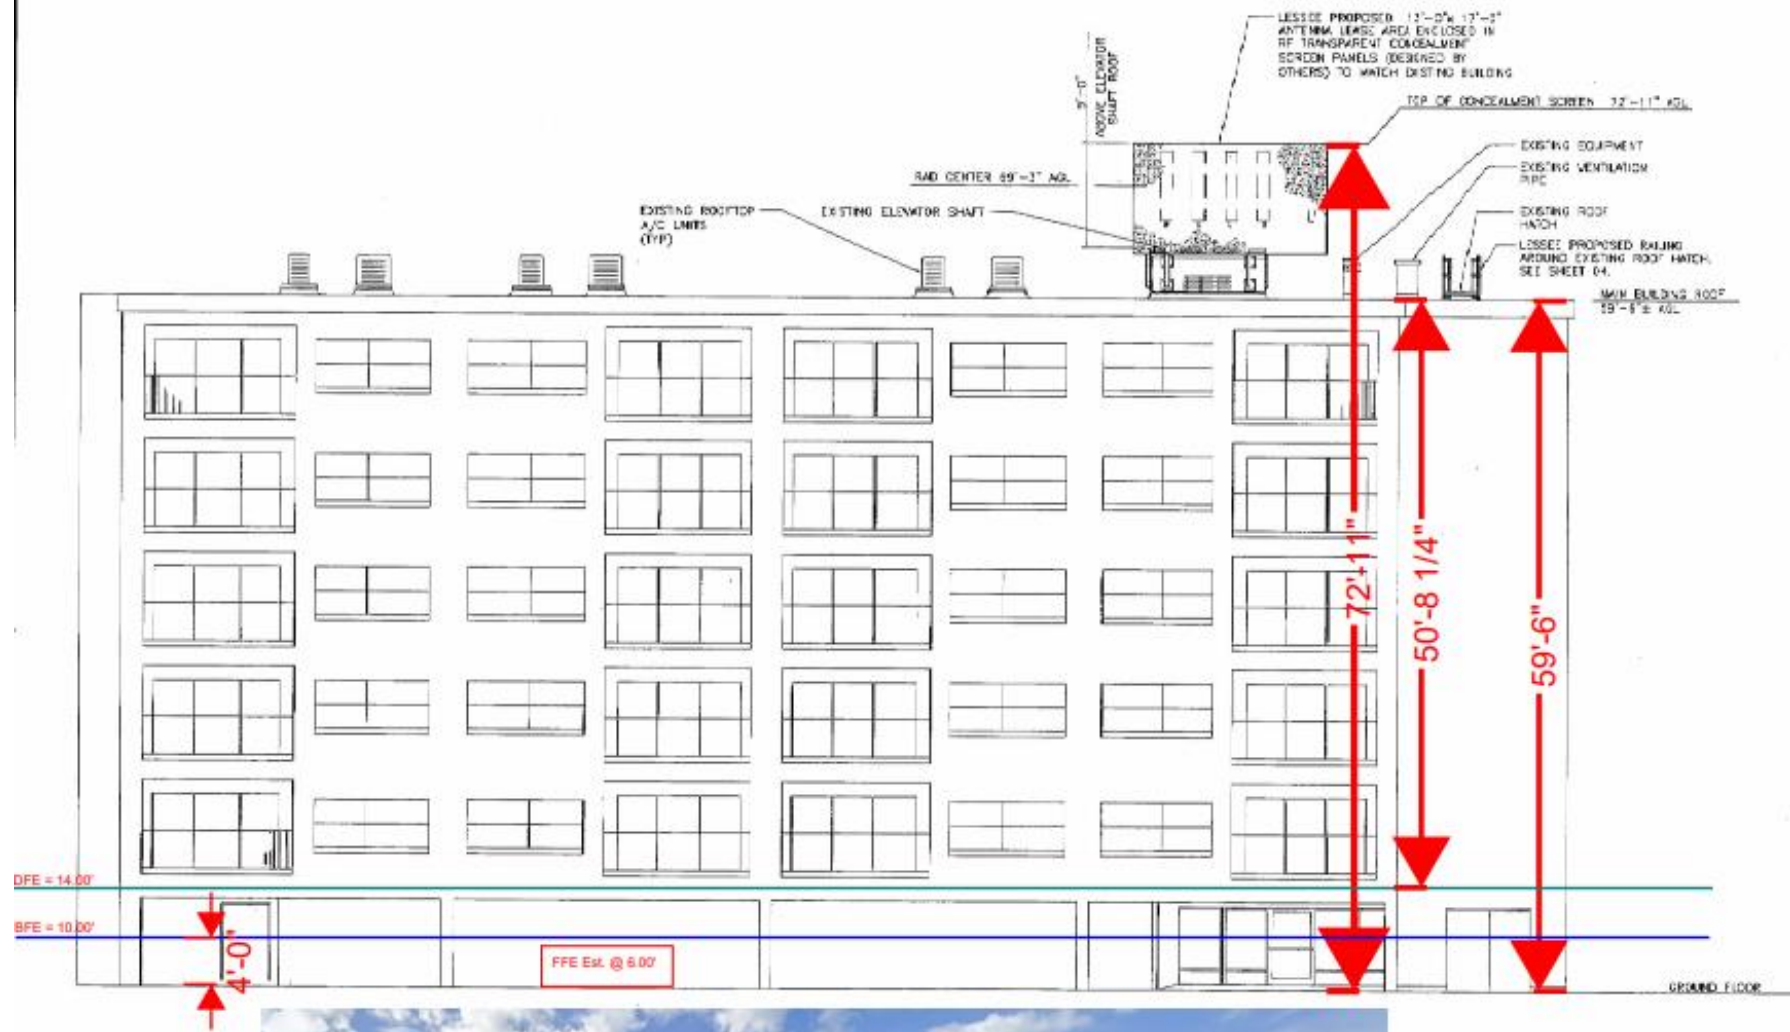 LESSEE PROPOSED
ANTENNA LEASE AREA ENCLOSED IN
RF TRANSPARENT CONCEALMENT
SCREEN PANELS (DESIGNED BY
OTHERS) TO MATCH EXISTING BUILDING
9'-0"
ABOVE ELEVATOR
SHAFT ROOF
TOP OF CONCEALMENT SCREEN 72'-11" AGL
EXISTING EQUIPMENT
EXISTING VENTILATION
PIPE
RAD CENTER 69'-3" AGL
EXISTING ROOFTOP
A/C UNITS
(TYP)
EXISTING ELEVATOR SHAFT
EXISTING ROOF
HATCH
LESSEE PROPOSED RAILING
AROUND EXISTING ROOF HATCH.
SEE SHEET 04.
MAIN BUILDING ROOF
59'-6"± AGL
72'-11"
50'-8 1/4"
59'-6"
DFE = 14.00'
BFE = 10.00'
4'-0"
FFE Est. @ 6.00'
GROUND FLOOR